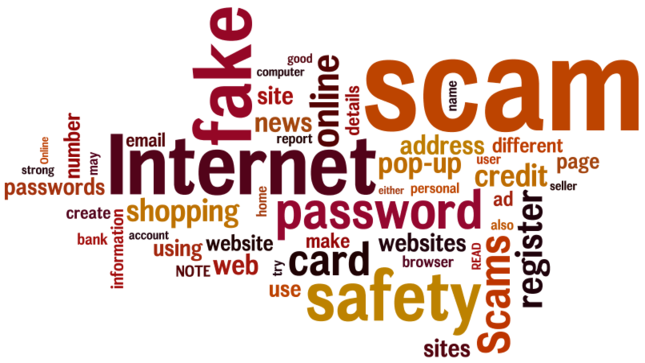 fake
good
computer
online
scam
name
site
details
news
report
Online
number
may
email
Internet
address
different
strong
passwords
pop-up
user
credit
page
seller
either
personal
create
information
shopping
home
password
ad
also
register
bank
account
using
website
make
websites
READ
Scams
NOTE
web
try
card
browser
use
safety
sites